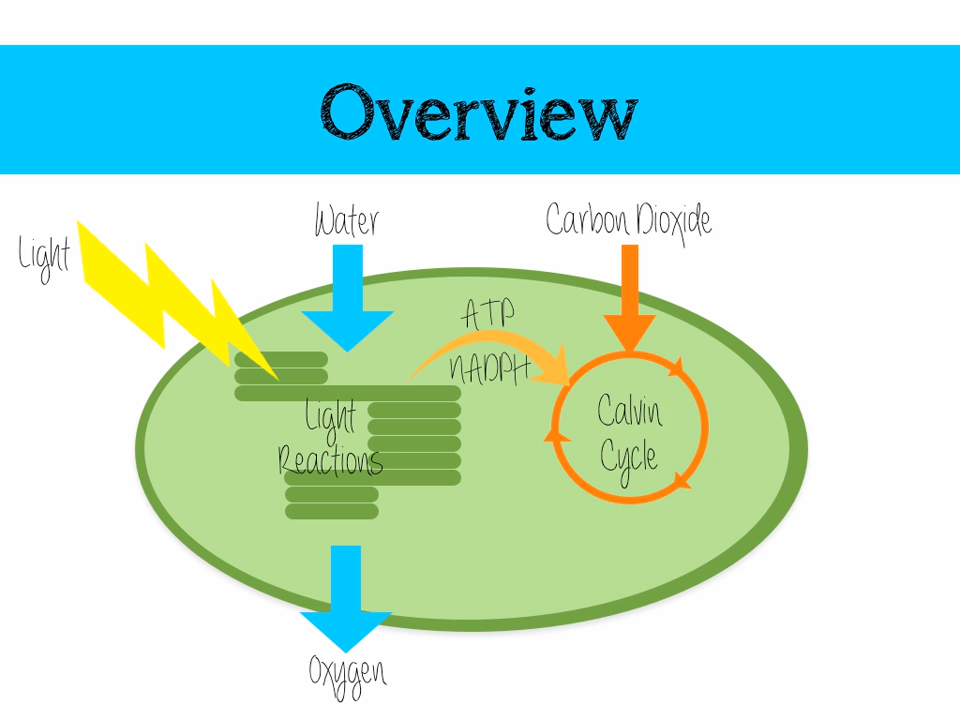 Overview
Water
Carbon Dioxide
Light
ATP
nADPH
Light
Reactions
Calvin
Cycle
Oxygen